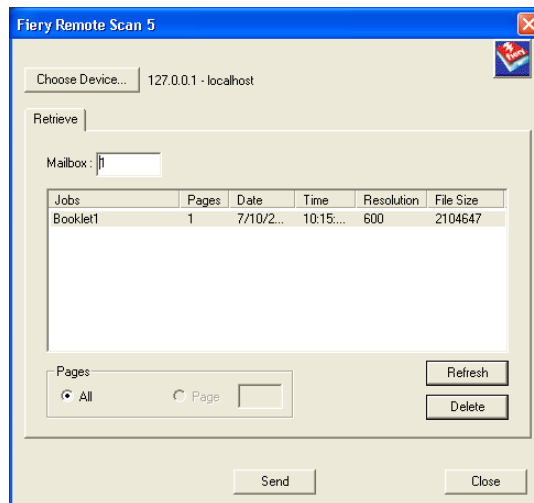 Fiery Remote Scan 5
fiery
Choose Device... 127.0.0.1 - localhost
Retrieve
Mailbox : 1
Jobs Pages Date Time Resolution File Size
Booklet1 1 7/10/2... 10:15:... 600 2104647
Pages
All Page
Refresh
Delete
Send Close